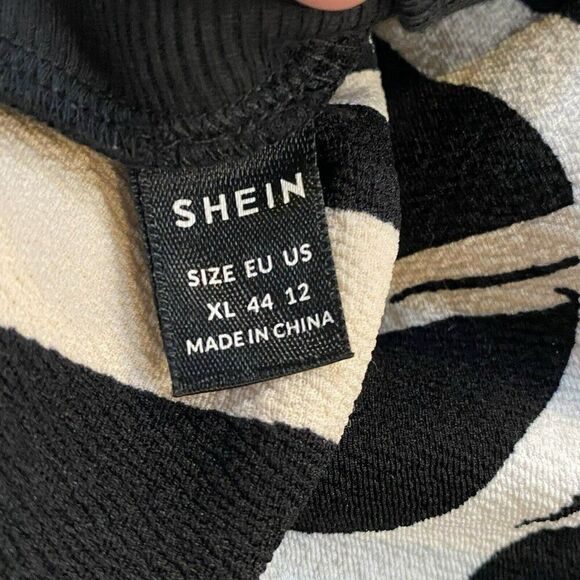 SHEIN
SIZE EU US
XL 44 12
MADE IN CHINA